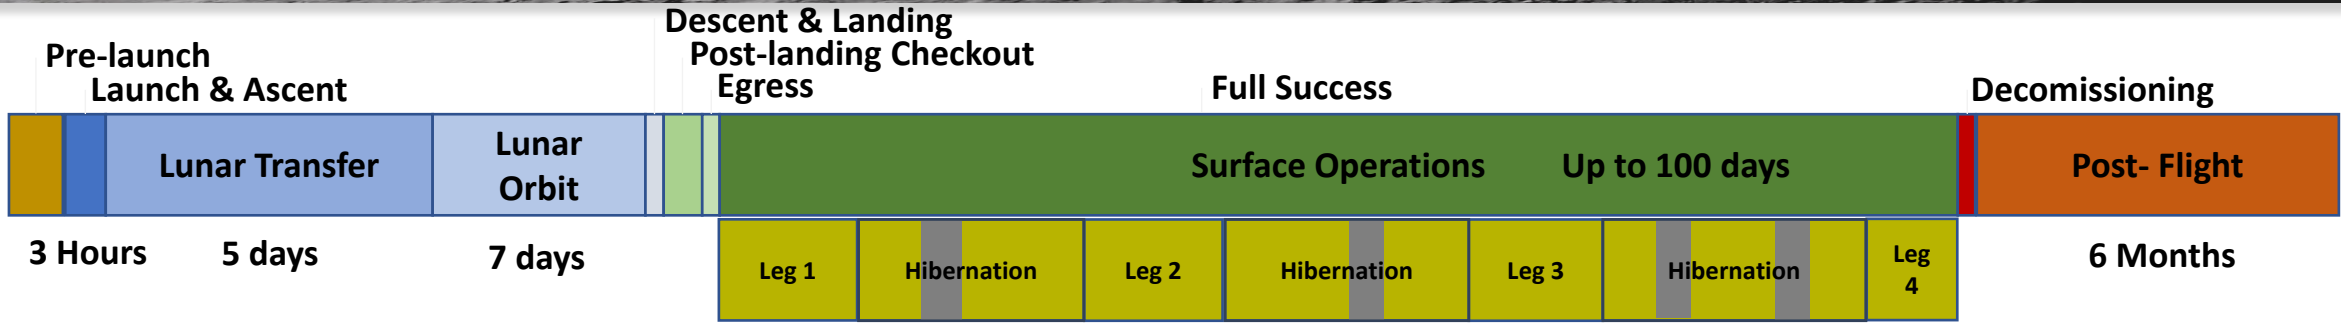 Descent & Landing
Pre-launch
Post-landing Checkout
Launch & Ascent
Egress
Full Success
Decomissioning
Lunar Transfer
Lunar
Orbit
Surface Operations
Up to 100 days
Post- Flight
3 Hours
5 days
7 days
Leg 1
Hibernation
Leg 2
Hibernation
Leg 3
Hibernation
Leg
4
6 Months